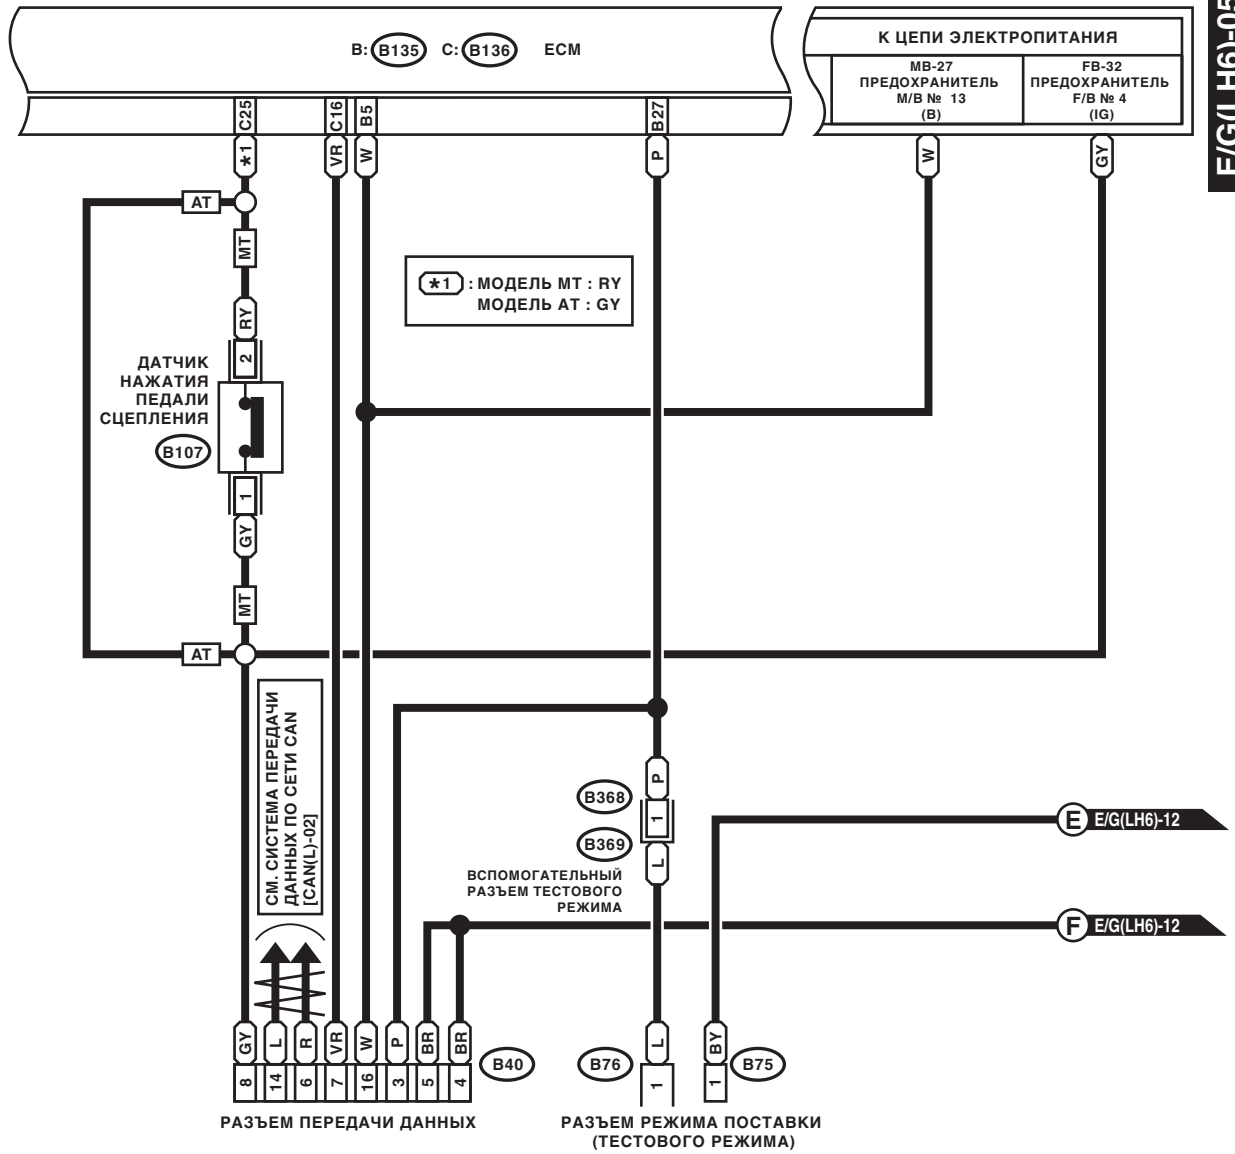 E/G(LH6)-05
B: B135 C: B136 ECM
К ЦЕПИ ЭЛЕКТРОПИТАНИЯ
MB-27
ПРЕДОХРАНИТЕЛЬ
M/B № 13
(B)
FB-32
ПРЕДОХРАНИТЕЛЬ
F/B № 4
(IG)
C25
C16
B5
B27
*1
VR
W
P
W
GY
AT
MT
*1 : МОДЕЛЬ MT : RY
МОДЕЛЬ AT : GY
RY
2
ДАТЧИК
НАЖАТИЯ
ПЕДАЛИ
СЦЕПЛЕНИЯ
B107
1
GY
MT
AT
СМ. СИСТЕМА ПЕРЕДАЧИ
ДАННЫХ ПО СЕТИ CAN
[CAN(L)-02]
P
B368
1
B369
L
ВСПОМОГАТЕЛЬНЫЙ
РАЗЪЕМ ТЕСТОВОГО
РЕЖИМА
E E/G(LH6)-12
F E/G(LH6)-12
GY L R VR W P BR BR
8 14 6 7 16 3 5 4
B40
L
B76
1
BY
B75
1
РАЗЪЕМ ПЕРЕДАЧИ ДАННЫХ
РАЗЪЕМ РЕЖИМА ПОСТАВКИ
(ТЕСТОВОГО РЕЖИМА)